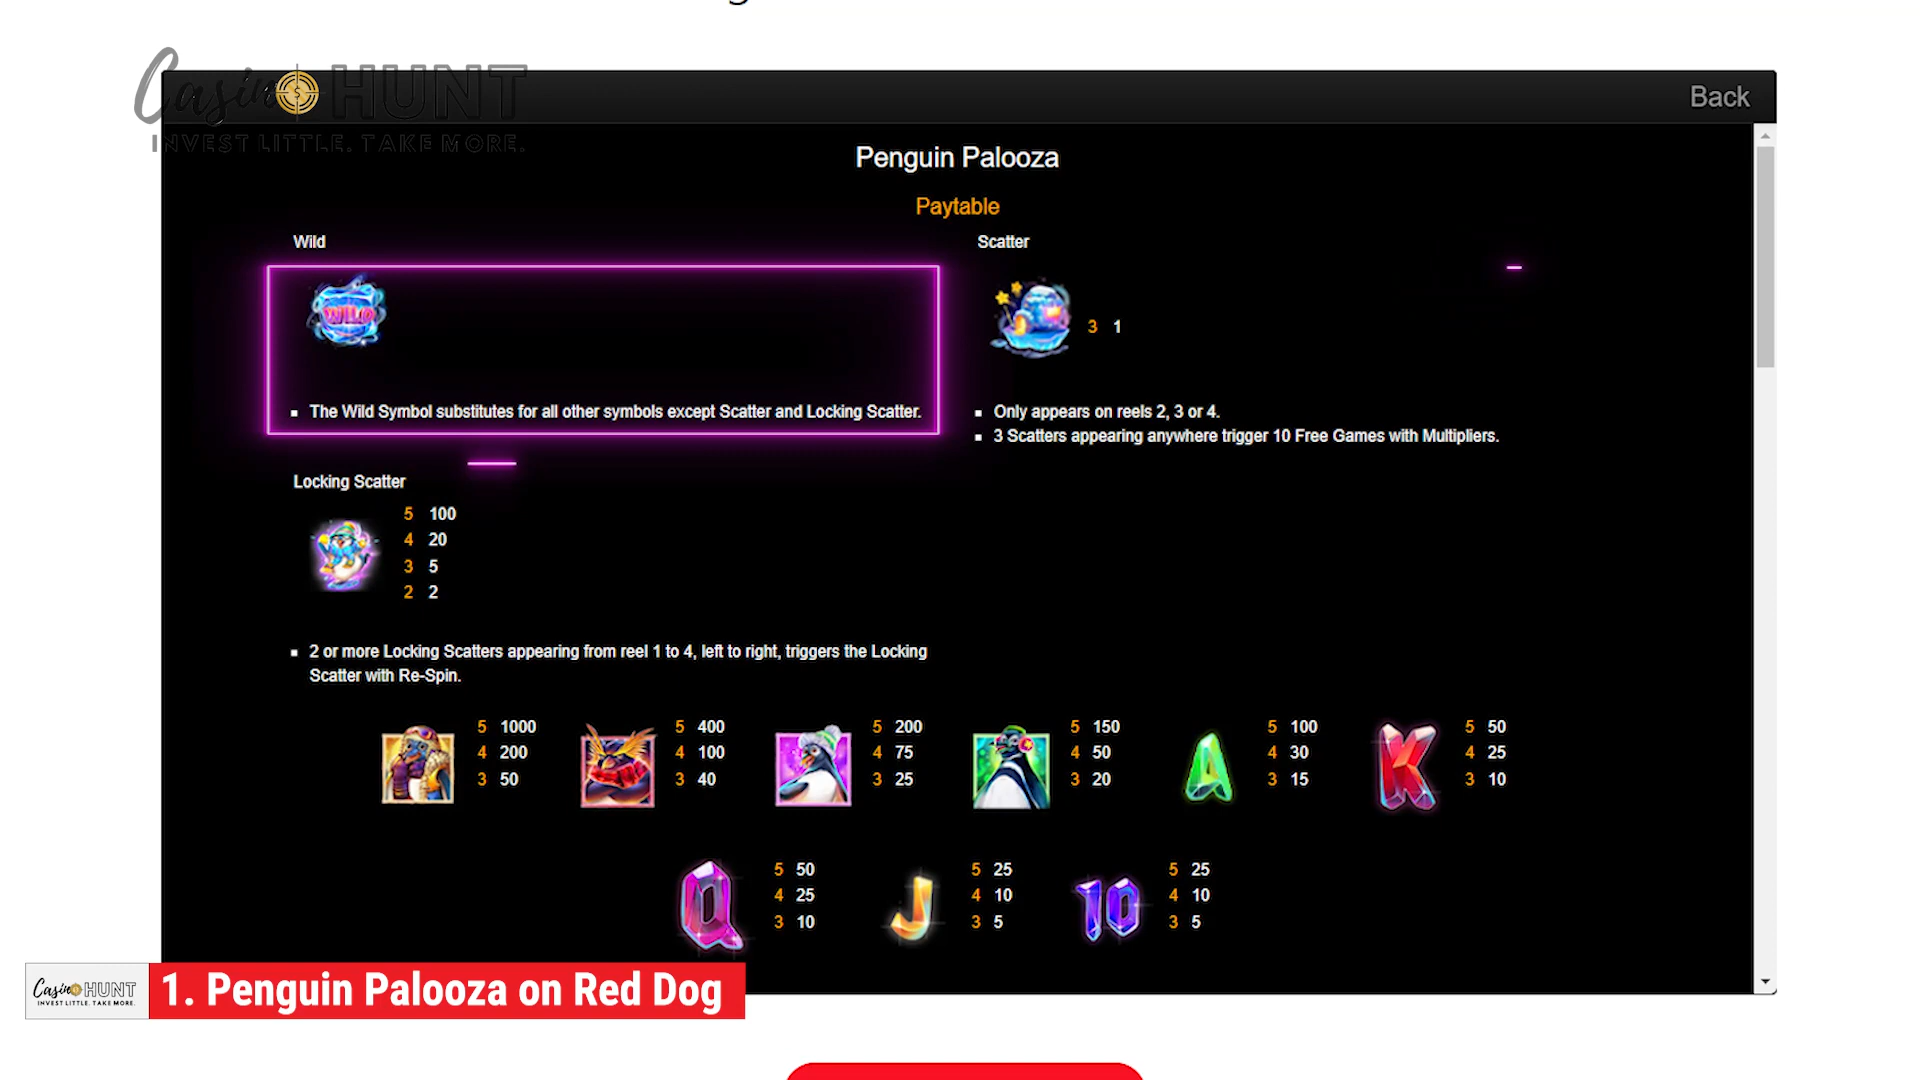 Casino HUNT
INVEST LITTLE. TAKE MORE.
Back
Penguin Palooza
Paytable
Wild
WILD
▪ The Wild Symbol substitutes for all other symbols except Scatter and Locking Scatter.
Scatter
3 1
▪ Only appears on reels 2, 3 or 4.
▪ 3 Scatters appearing anywhere trigger 10 Free Games with Multipliers.
Locking Scatter
5 100
4 20
3 5
2 2
▪ 2 or more Locking Scatters appearing from reel 1 to 4, left to right, triggers the Locking
Scatter with Re-Spin.
5 1000
4 200
3 50
5 400
4 100
3 40
5 200
4 75
3 25
5 150
4 50
3 20
A
5 100
4 30
3 15
K
5 50
4 25
3 10
Q
5 50
4 25
3 10
J
5 25
4 10
3 5
10
5 25
4 10
3 5
Casino HUNT
INVEST LITTLE. TAKE MORE.
1. Penguin Palooza on Red Dog